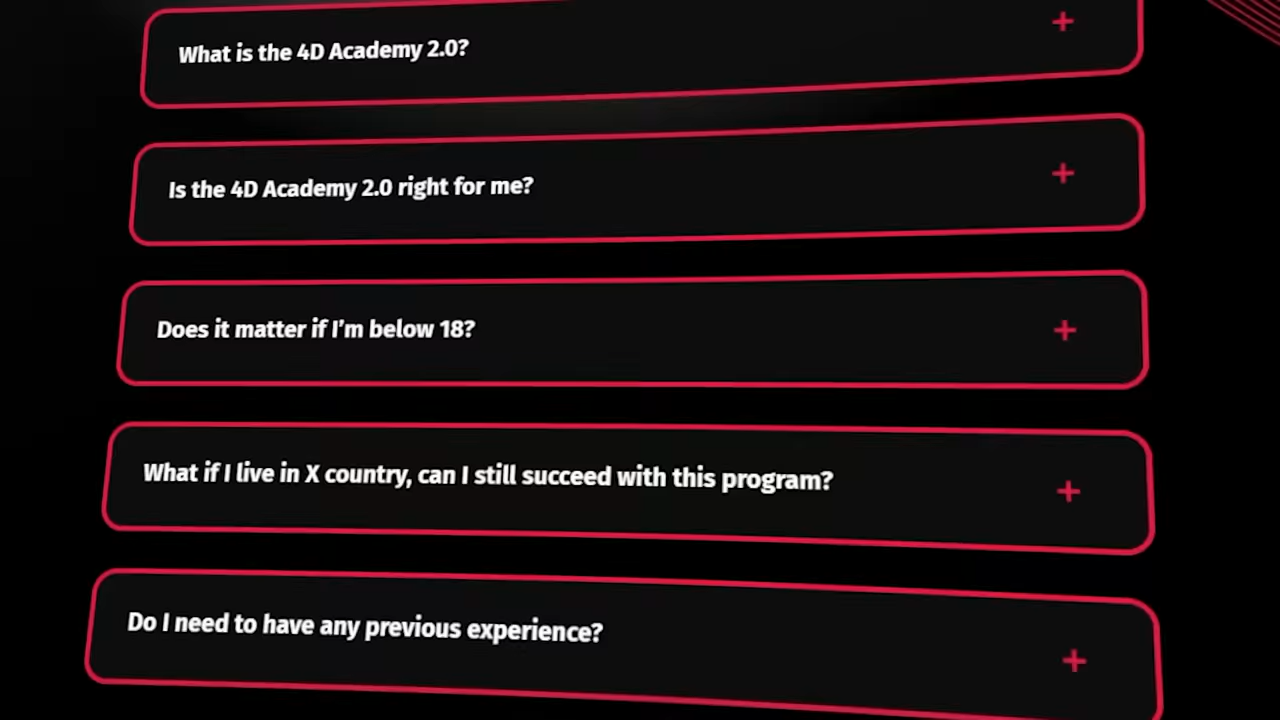 What is the 4D Academy 2.0?
+
Is the 4D Academy 2.0 right for me?
+
Does it matter if I'm below 18?
+
What if I live in X country, can I still succeed with this program?
+
Do I need to have any previous experience?
+